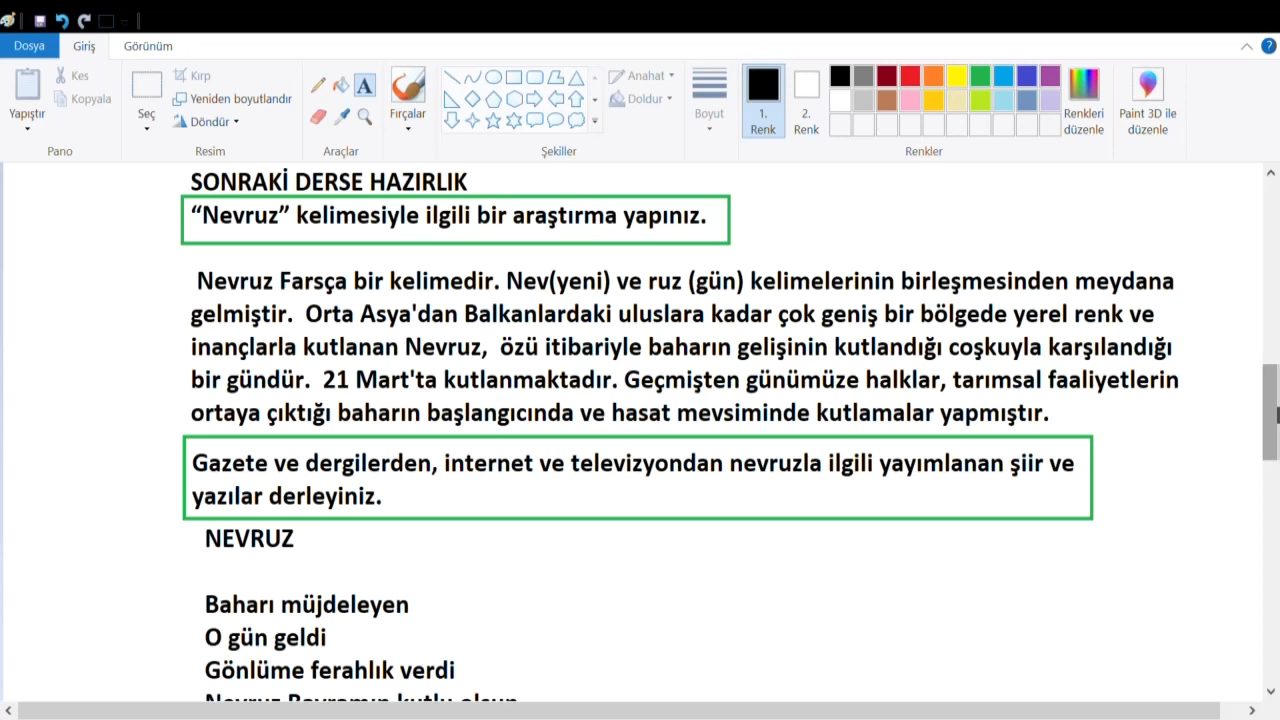 Dosya Giriş Görünüm
Kes
Kopyala
Yapıştır
Pano
Seç
Kırp
Yeniden boyutlandır
Döndür
Resim
Araçlar
Fırçalar
Anahat
Doldur
Şekiller
Boyut
1.
Renk
2.
Renk
Renkleri
düzenle
Renkler
Paint 3D ile
düzenle
SONRAKİ DERSE HAZIRLIK
“Nevruz” kelimesiyle ilgili bir araştırma yapınız.
Nevruz Farsça bir kelimedir. Nev(yeni) ve ruz (gün) kelimelerinin birleşmesinden meydana
gelmiştir. Orta Asya'dan Balkanlardaki uluslara kadar çok geniş bir bölgede yerel renk ve
inançlarla kutlanan Nevruz, özü itibariyle baharın gelişinin kutlandığı coşkuyla karşılandığı
bir gündür. 21 Mart'ta kutlanmaktadır. Geçmişten günümüze halklar, tarımsal faaliyetlerin
ortaya çıktığı baharın başlangıcında ve hasat mevsiminde kutlamalar yapmıştır.
Gazete ve dergilerden, internet ve televizyondan nevruzla ilgili yayımlanan şiir ve
yazılar derleyiniz.
NEVRUZ
Baharı müjdeleyen
O gün geldi
Gönlüme ferahlık verdi
Nevruz Bayramın kutlu olsun